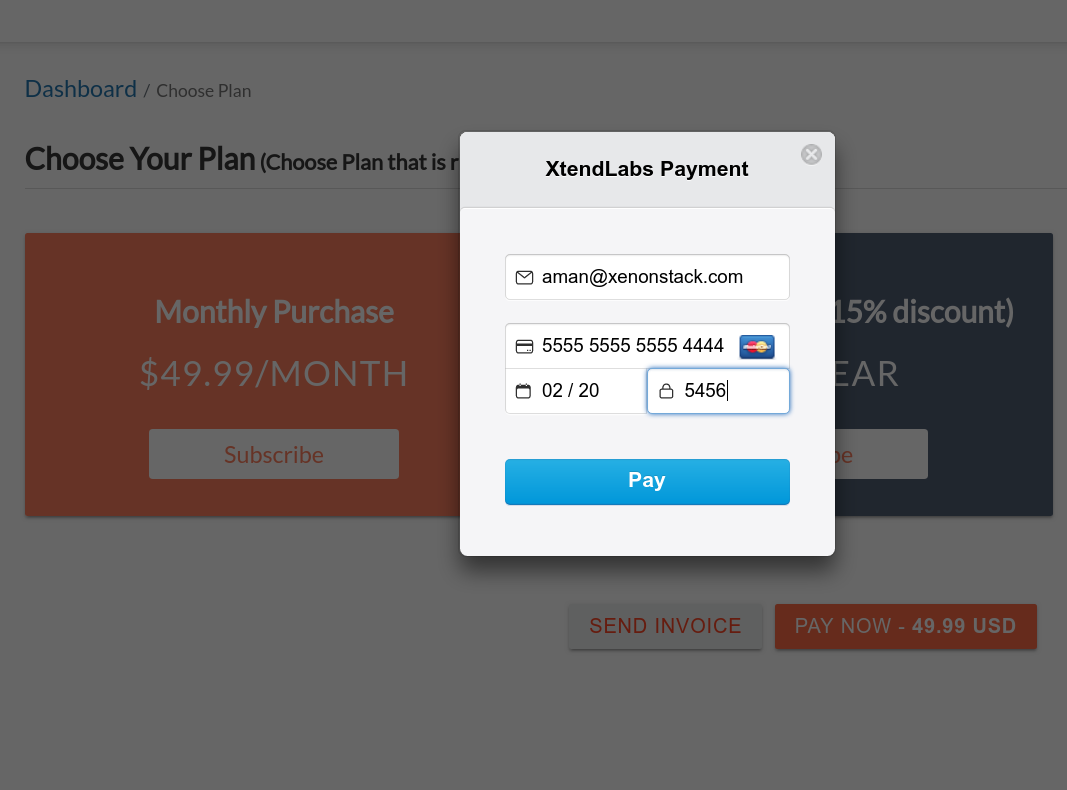 Dashboard / Choose Plan
Choose Your Plan (Choose Plan that is r
XtendLabs Payment
aman@xenonstack.com
5555 5555 5555 4444
02 / 20
5456
Pay
Monthly Purchase
$49.99/MONTH
Subscribe
15% discount)
EAR
be
SEND INVOICE
PAY NOW - 49.99 USD